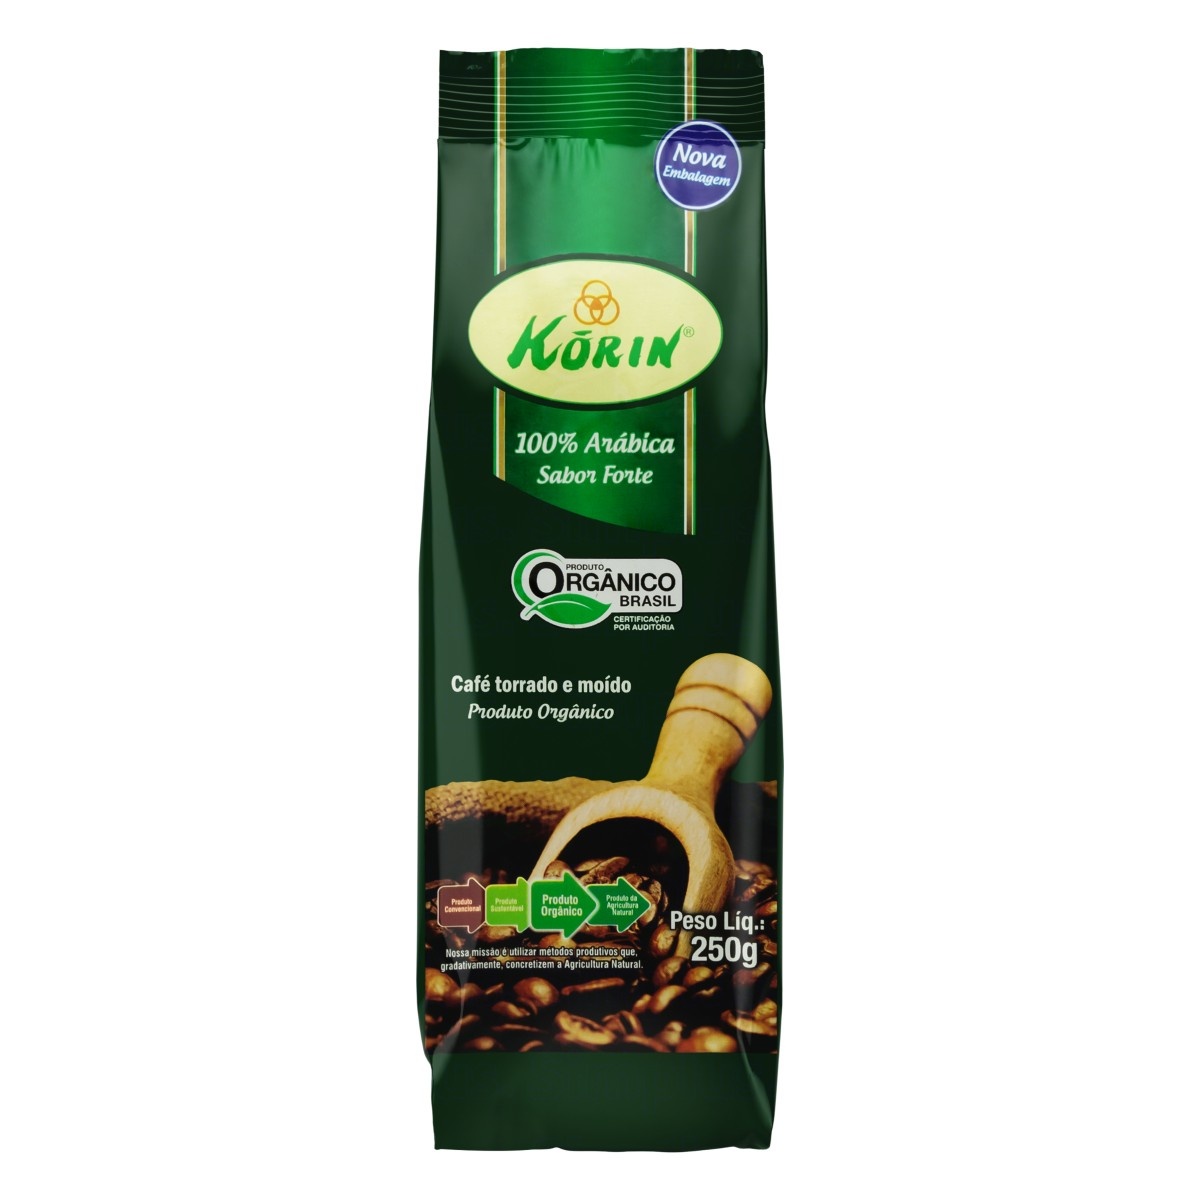 Nova
Embalagem
KÓRIN®
100% Arábica
Sabor Forte
PRODUTO
ORGÂNICO
BRASIL
CERTIFICAÇÃO
POR AUDITORIA
Café torrado e moído
Produto Orgânico
Produto
Convencional
Produto
Sustentável
Produto
Orgânico
Produto da
Agricultura
Natural
Peso Líq.:
250g
Nossa missão é utilizar métodos produtivos que,
gradativamente, concretizem a Agricultura Natural.